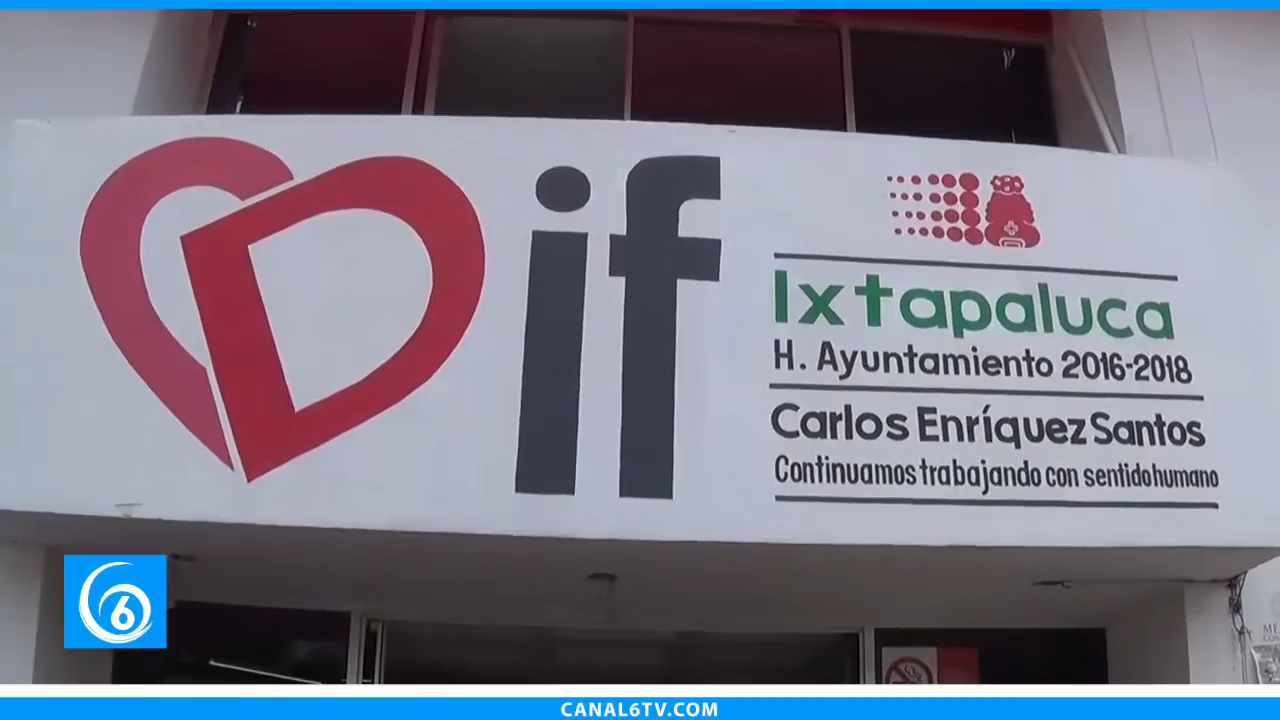 Dif
Ixtapaluca
H. Ayuntamiento 2016-2018
Carlos Enríquez Santos
Continuamos trabajando con sentido humano
6
CANAL6TV.COM